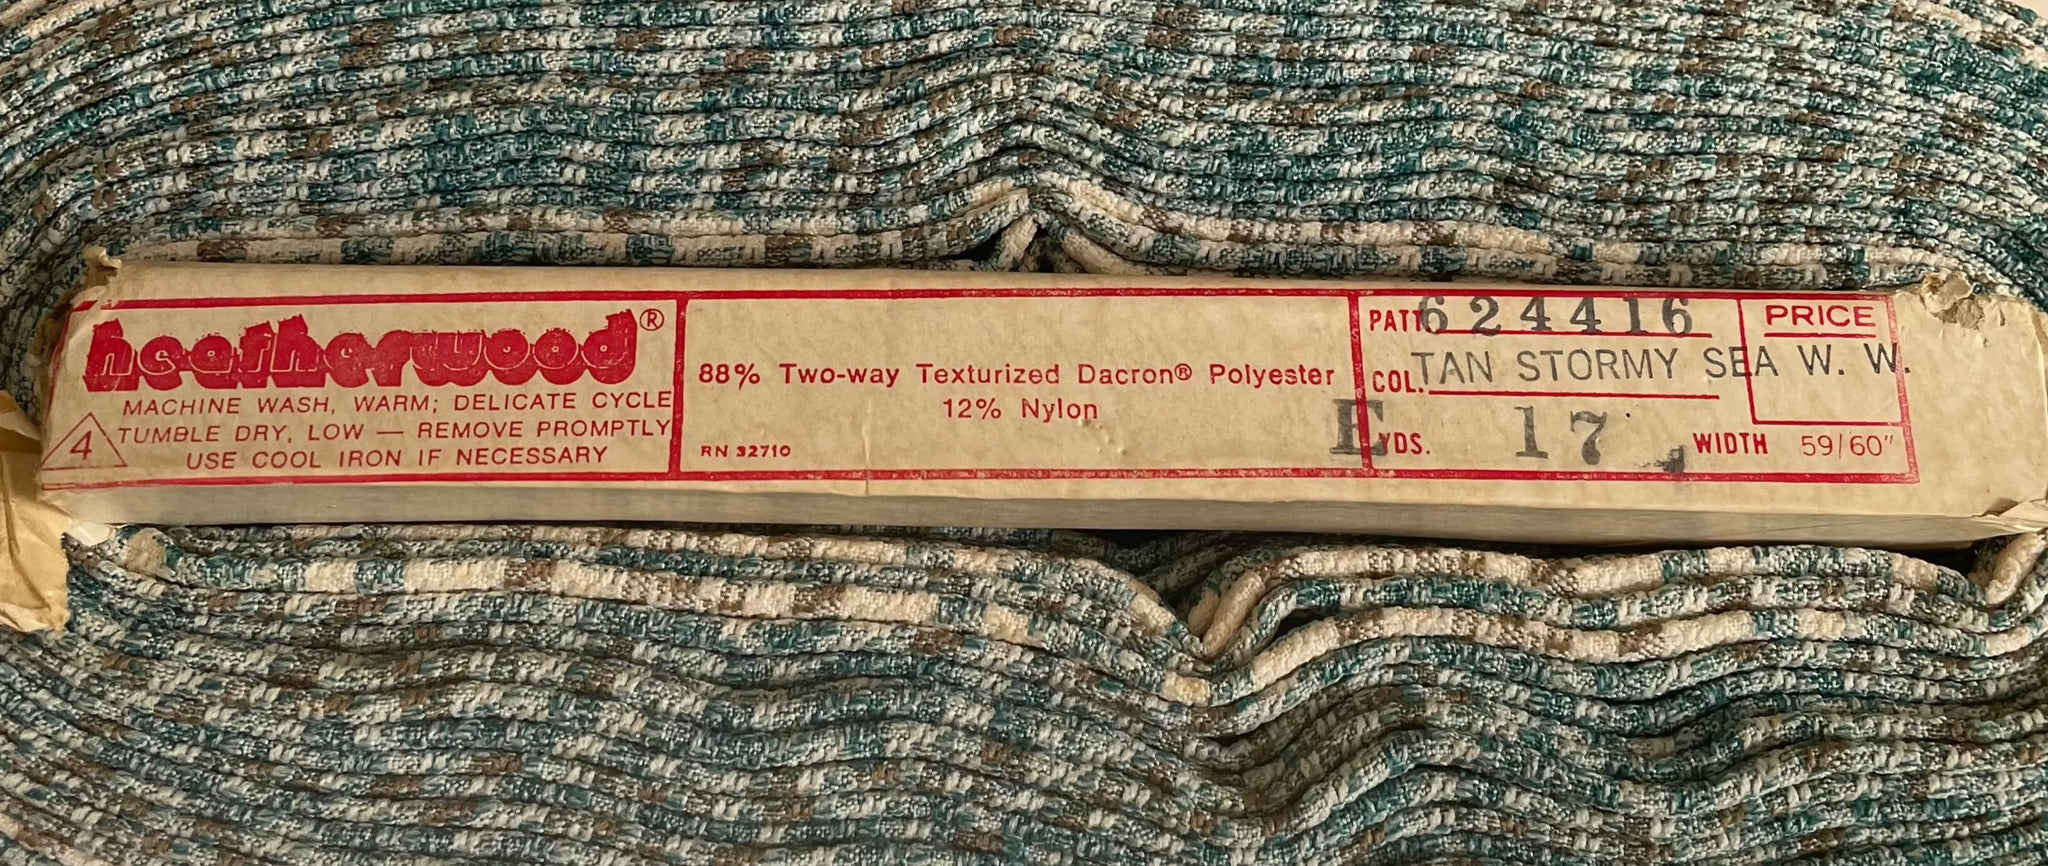 heatherwood®
MACHINE WASH, WARM; DELICATE CYCLE
4 TUMBLE DRY, LOW — REMOVE PROMPTLY
USE COOL IRON IF NECESSARY
88% Two-way Texturized Dacron® Polyester
12% Nylon
RN 32710
PATT 624416
PRICE
COL. TAN STORMY SEA W. W.
E YDS. 17 WIDTH 59/60"